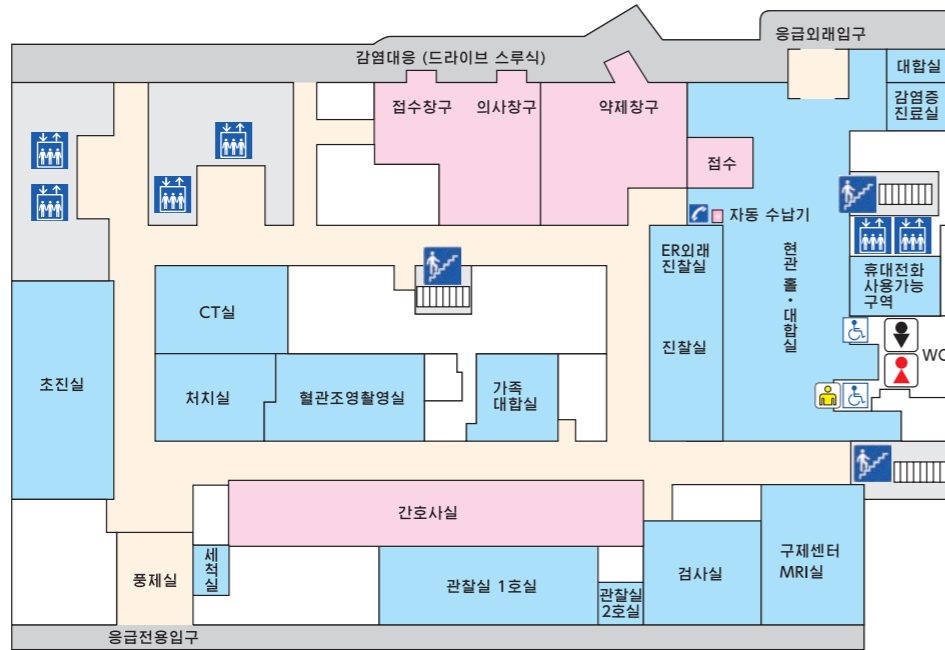 응급외래입구
감염대응 (드라이브 스루식)
대합실
접수창구
의사창구
약제창구
감염증
진료실
접수
자동 수납기
ER외래
진찰실
현관 홀・대합실
휴대전화
사용가능
구역
CT실
진찰실
WC
초진실
처치실
혈관조영촬영실
가족
대합실
간호사실
세척실
풍제실
관찰실 1호실
관찰실
2호실
검사실
구제센터
MRI실
응급전용입구